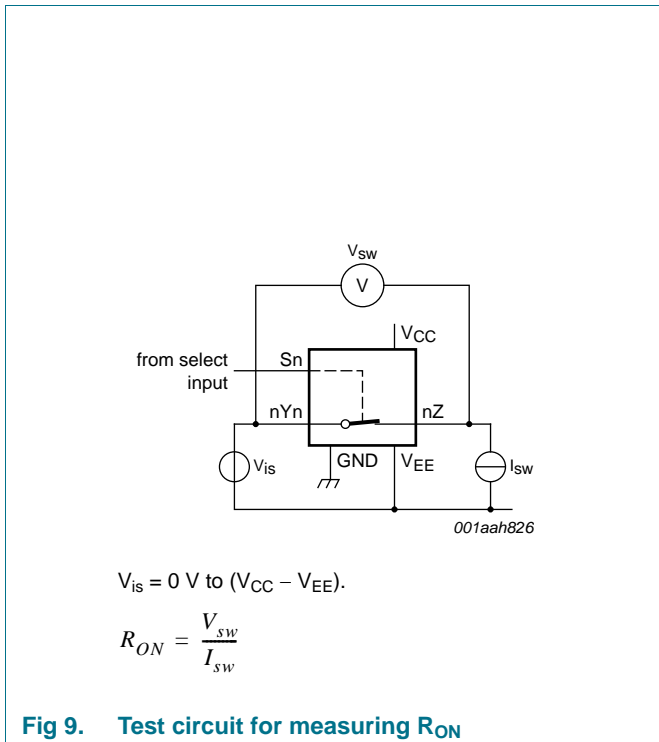 Vsw
V
VCC
from select input
Sn
nYn
nZ
Vis
GND
VEE
Isw
001aah826
Vis = 0 V to (VCC − VEE).
RON = Vsw / Isw
Fig 9. Test circuit for measuring RON